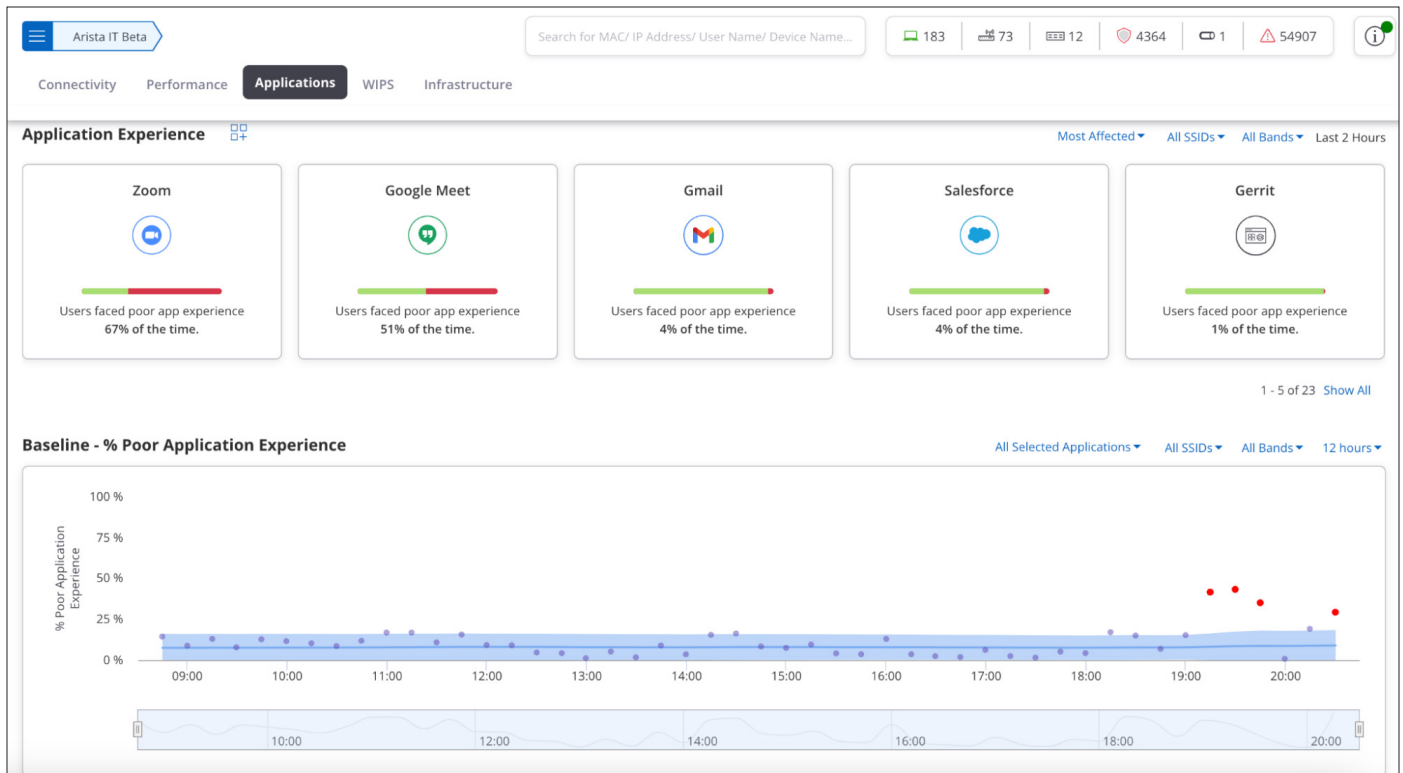 Arista IT Beta
Search for MAC/ IP Address/ User Name/ Device Name...
183
73
12
4364
1
54907
Connectivity
Performance
Applications
WIPS
Infrastructure
Application Experience
Most Affected
All SSIDs
All Bands
Last 2 Hours
Zoom
Users faced poor app experience
67% of the time.
Google Meet
Users faced poor app experience
51% of the time.
Gmail
Users faced poor app experience
4% of the time.
Salesforce
Users faced poor app experience
4% of the time.
Gerrit
Users faced poor app experience
1% of the time.
1 - 5 of 23 Show All
Baseline - % Poor Application Experience
All Selected Applications
All SSIDs
All Bands
12 hours
% Poor Application
Experience
100 %
75 %
50 %
25 %
0 %
09:00
10:00
11:00
12:00
13:00
14:00
15:00
16:00
17:00
18:00
19:00
20:00
10:00
12:00
14:00
16:00
18:00
20:00